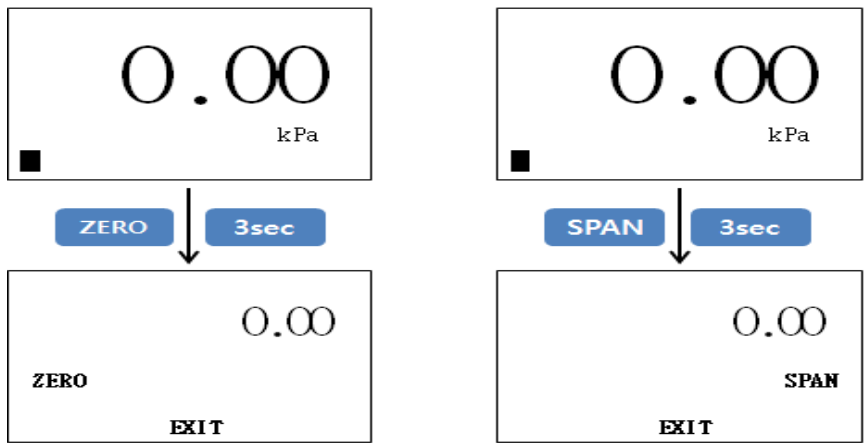 0.00 0.00
kPa kPa
ZERO 3sec SPAN 3sec
0.00 0.00
ZERO SPAN
EXIT EXIT